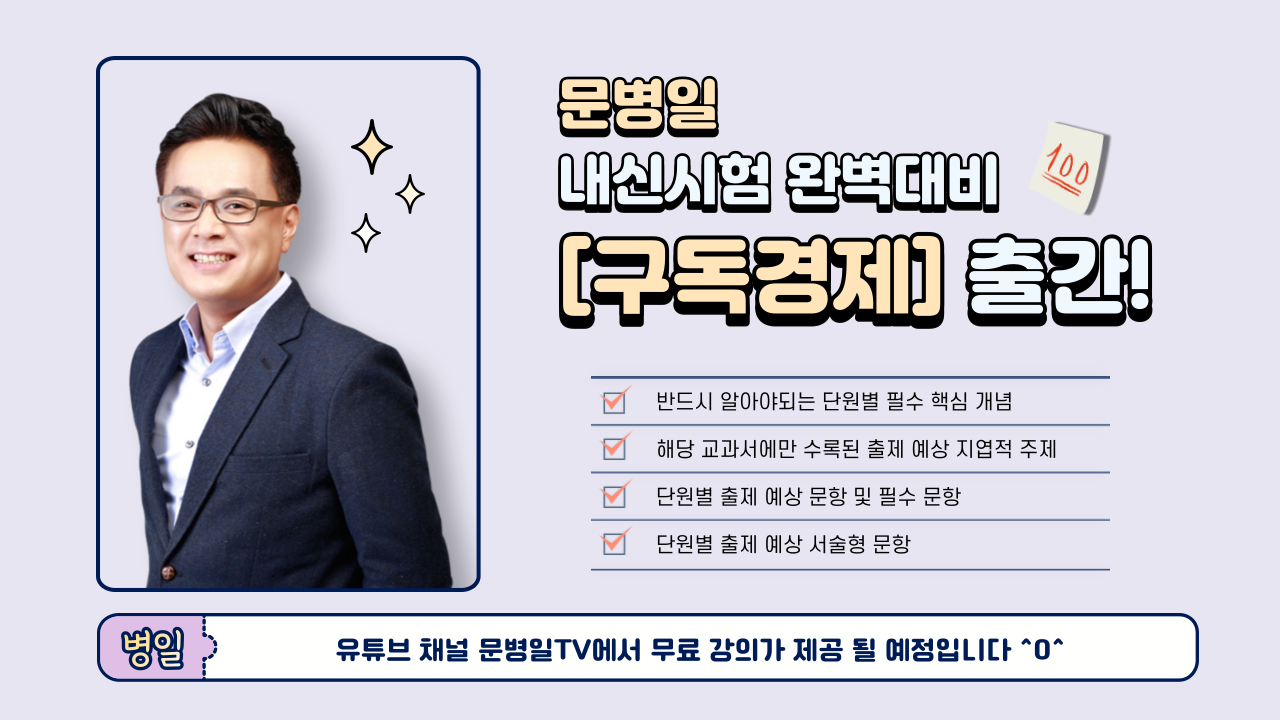 문병일
내신시험 완벽대비
100
[구독경제] 출간!
반드시 알아야되는 단원별 필수 핵심 개념
해당 교과서에만 수록된 출제 예상 지엽적 주제
단원별 출제 예상 문항 및 필수 문항
단원별 출제 예상 서술형 문항
병일
유튜브 채널 문병일TV에서 무료 강의가 제공 될 예정입니다 ^0^